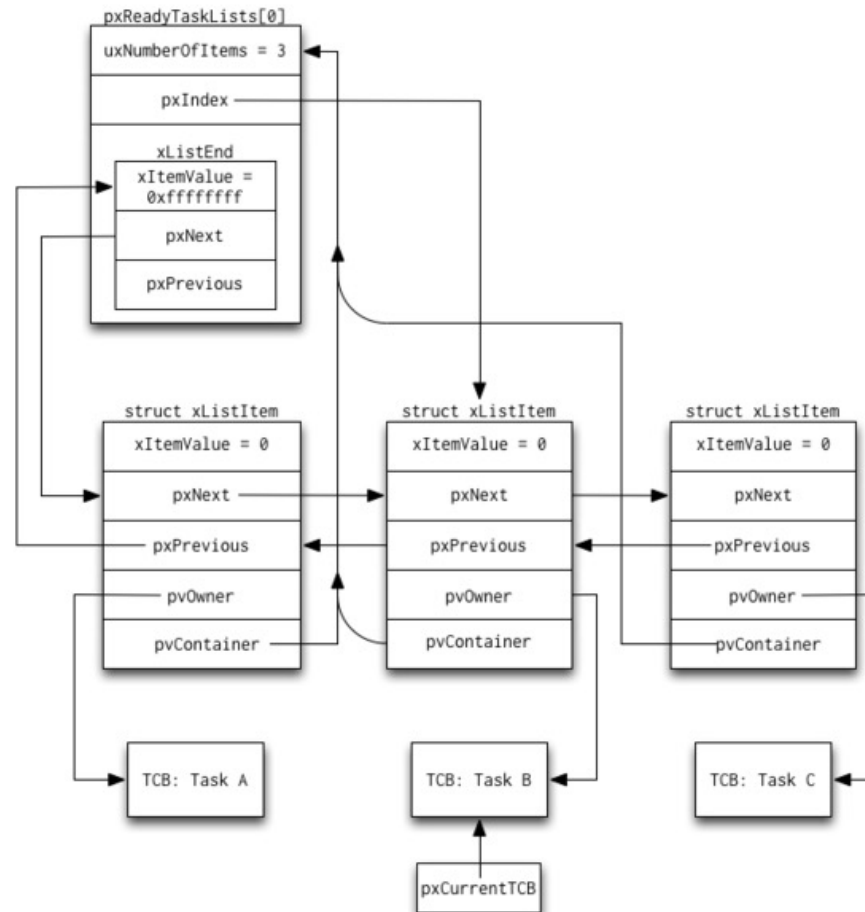 pxReadyTaskLists[0]
uxNumberOfItems = 3
pxIndex
xListEnd
xItemValue =
0xffffffff
pxNext
pxPrevious
struct xListItem
xItemValue = 0
pxNext
pxPrevious
pvOwner
pvContainer
struct xListItem
xItemValue = 0
pxNext
pxPrevious
pvOwner
pvContainer
struct xListItem
xItemValue = 0
pxNext
pxPrevious
pvOwner
pvContainer
TCB: Task A
TCB: Task B
TCB: Task C
pxCurrentTCB